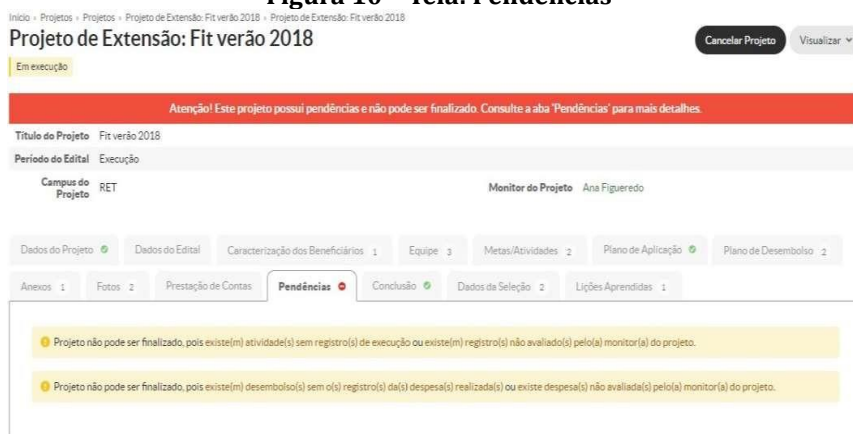 Figura 10 – Tela: Pendências
Início › Projetos › Projetos › Projeto de Extensão: Fit verão 2018 › Projeto de Extensão: Fit verão 2018
Projeto de Extensão: Fit verão 2018
Cancelar Projeto Visualizar
Em execução
Atenção! Este projeto possui pendências e não pode ser finalizado. Consulte a aba 'Pendências' para mais detalhes.
Título do Projeto Fit verão 2018
Período do Edital Execução
Campus do Projeto RET Monitor do Projeto Ana Figueredo
Dados do Projeto Dados do Edital Caracterização dos Beneficiários 1 Equipe 3 Metas/Atividades 2 Plano de Aplicação Plano de Desembolso 2
Anexos 1 Fotos 2 Prestação de Contas Pendências Conclusão Dados da Seleção 2 Lições Aprendidas 1
Projeto não pode ser finalizado, pois existe(m) atividade(s) sem registro(s) de execução ou existe(m) registro(s) não avaliado(s) pelo(a) monitor(a) do projeto.
Projeto não pode ser finalizado, pois existe(m) desembolso(s) sem o(s) registro(s) da(s) despesa(s) realizada(s) ou existe despesa(s) não avaliada(s) pelo(a) monitor(a) do projeto.